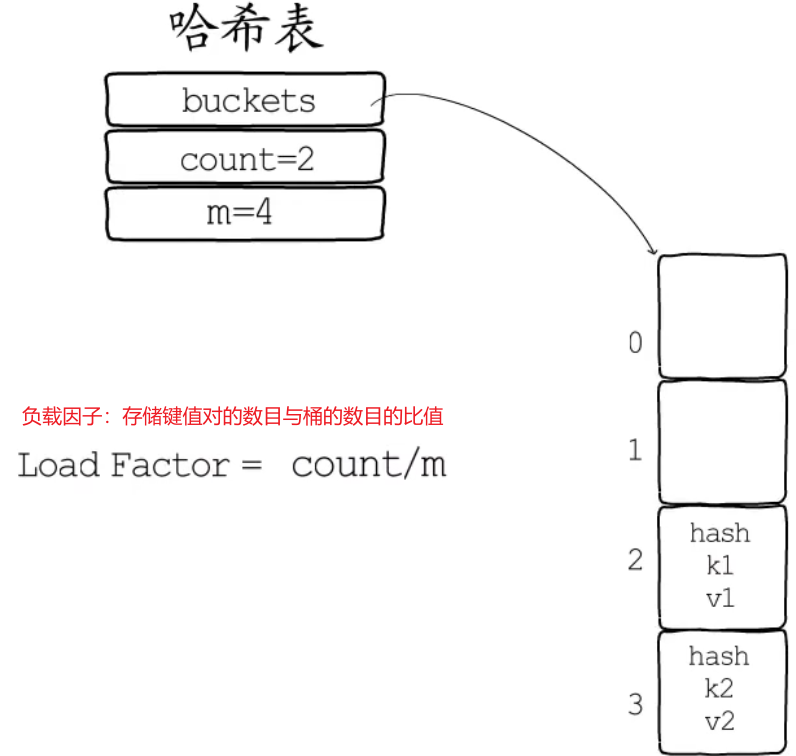 哈希表
buckets
count=2
m=4
0
负载因子：存储键值对的数目与桶的数目的比值
Load Factor = count/m
1
2
hash
k1
v1
3
hash
k2
v2